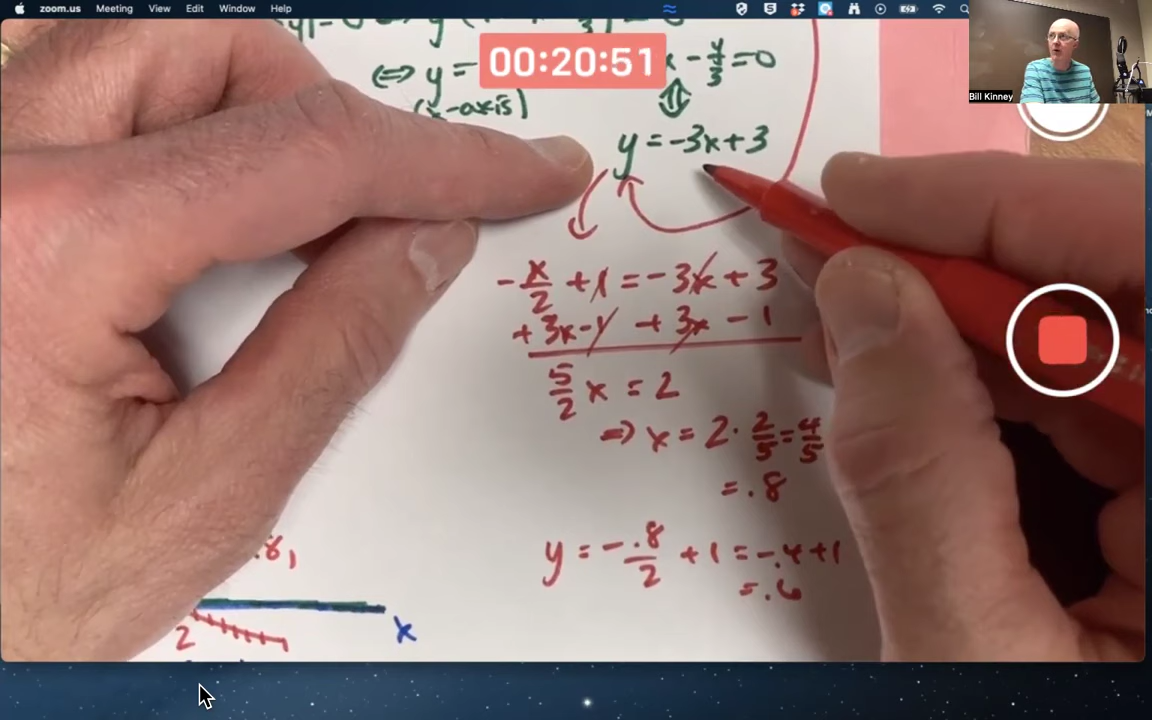 zoom.us Meeting View Edit Window Help
00:20:51
Bill Kinney
⇔ y =
- y/3 = 0
(x-axis)
⇕
y = -3x + 3
-x/2 + 1 = -3x + 3
+ 3x - 1 + 3x - 1
5/2 x = 2
⇒ x = 2 · 2/5 = 4/5
= .8
y = - .8/2 + 1 = -.4 + 1
= .6
2
x